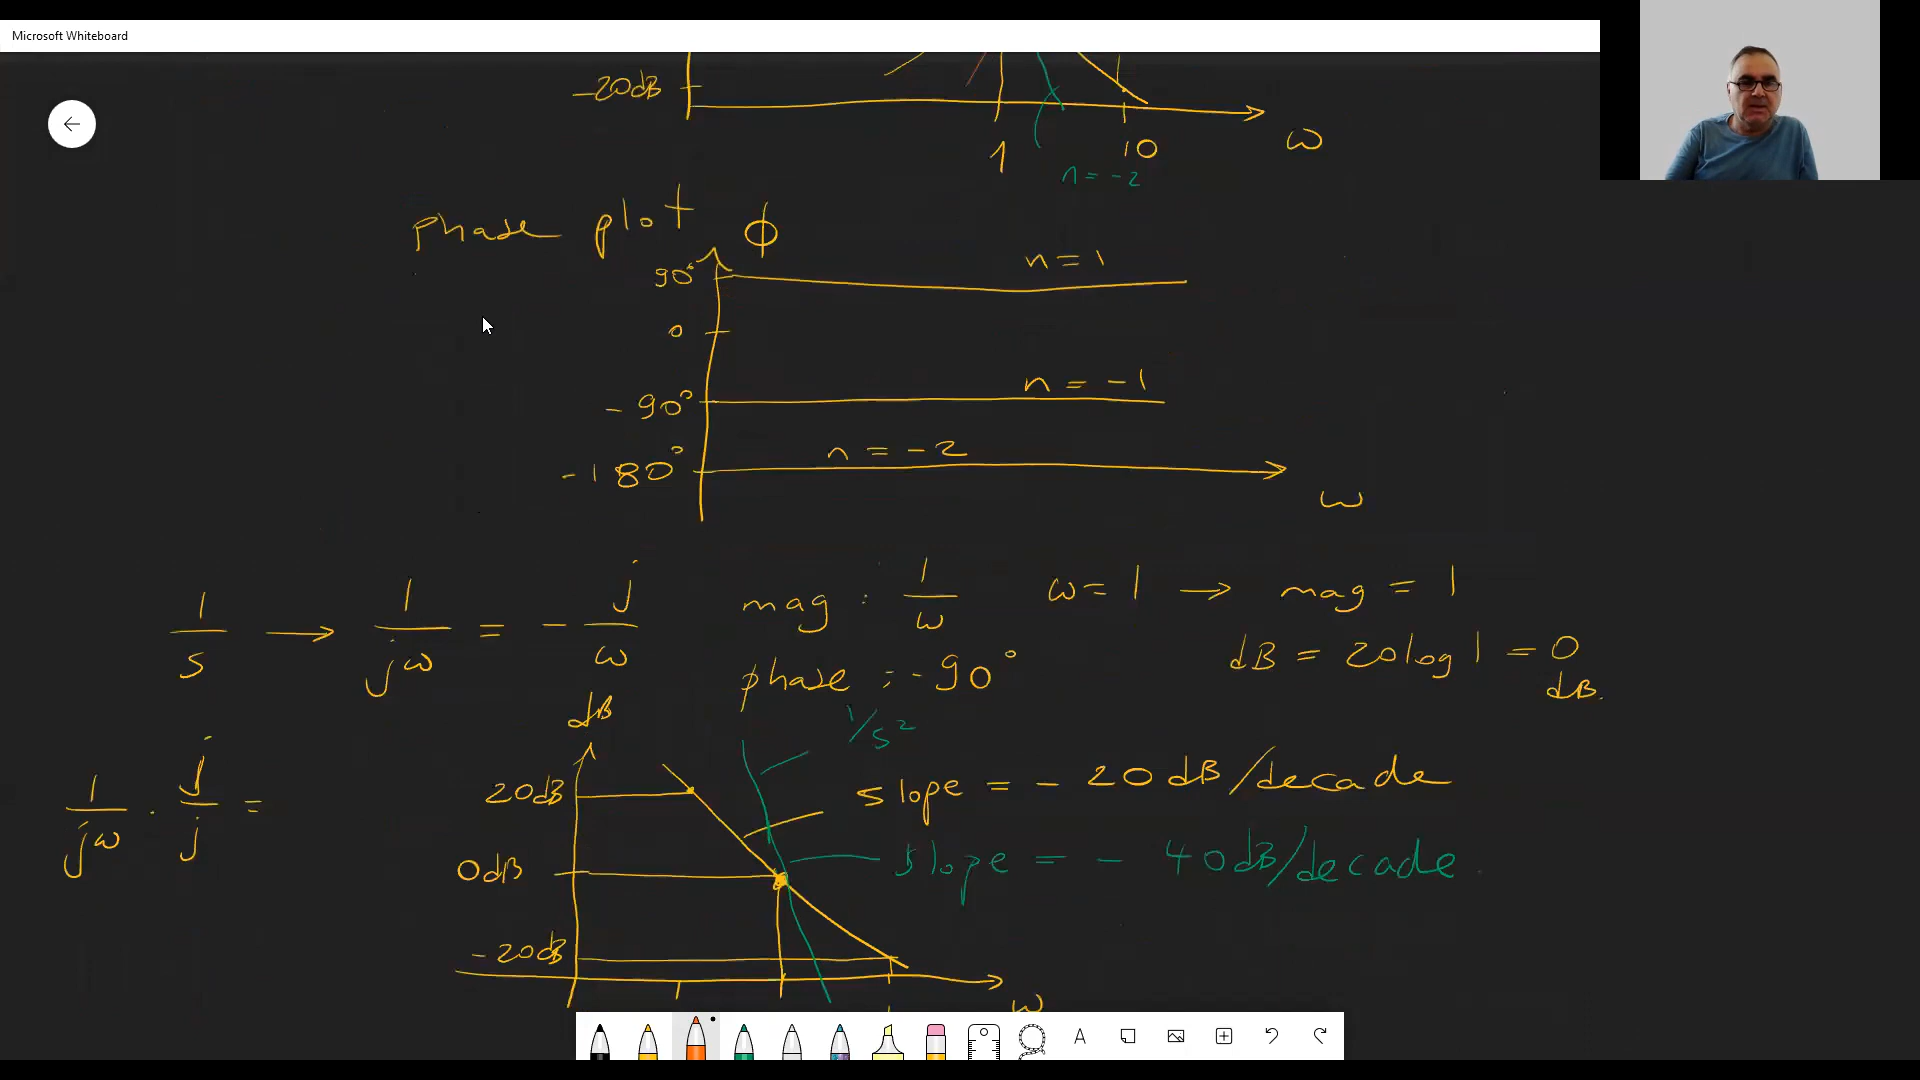 Microsoft Whiteboard
-20dB
1
10
ω
n = -2
Phase plot
ϕ
90°
n = 1
0
-90°
n = -1
-180°
n = -2
ω
1/s → 1/jω = - j/ω
mag : 1/ω
ω = 1 → mag = 1
phase : -90°
dB = 20log1 = 0 dB.
1/jω · j/j =
dB
1/s²
20dB
slope = - 20dB/decade
0dB
slope = - 40dB/decade.
-20dB
ω
A